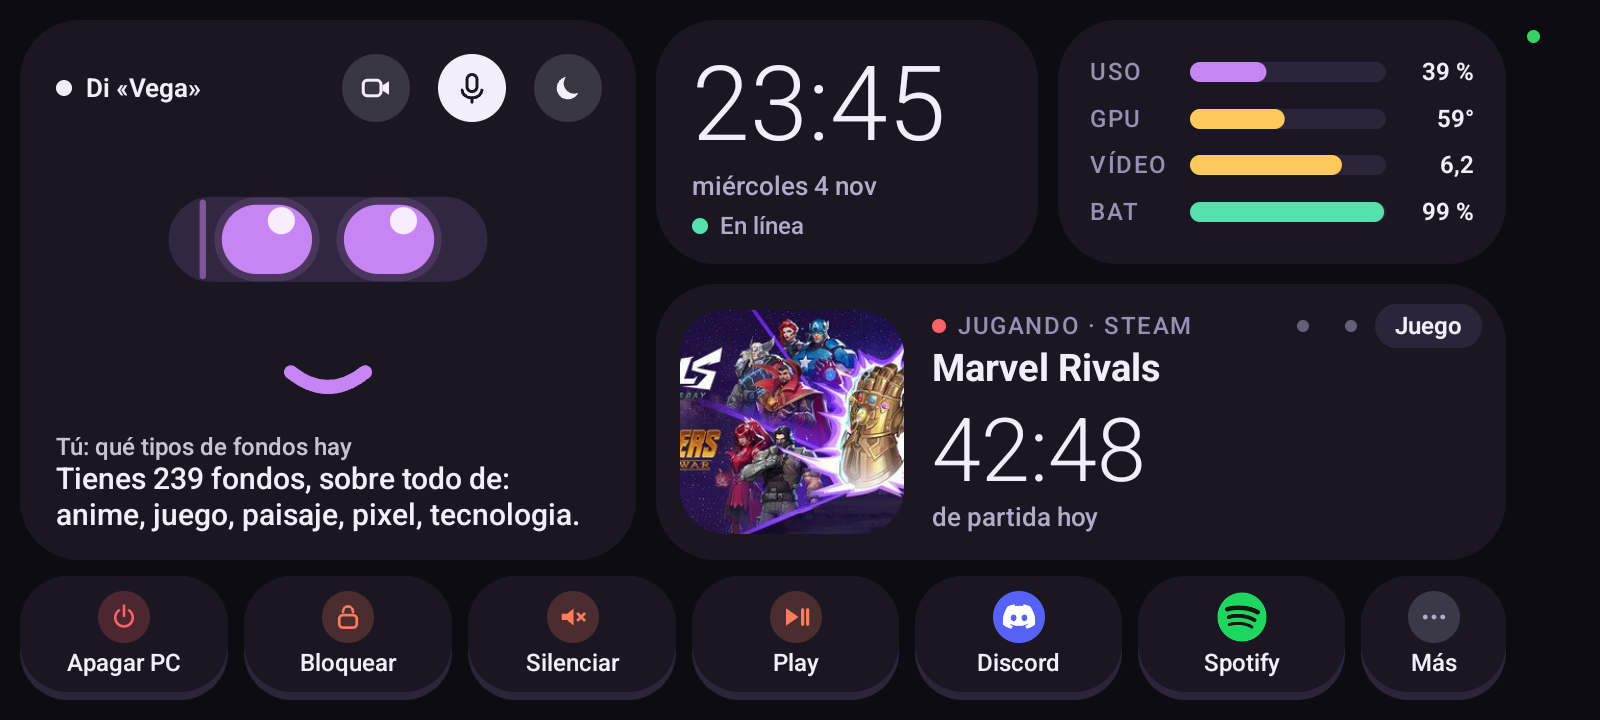 Di «Vega»
Tú: qué tipos de fondos hay
Tienes 239 fondos, sobre todo de:
anime, juego, paisaje, pixel, tecnologia.
23:45
miércoles 4 nov
En línea
USO 39 %
GPU 59°
VÍDEO 6,2
BAT 99 %
JUGANDO · STEAM
Juego
Marvel Rivals
42:48
de partida hoy
Apagar PC
Bloquear
Silenciar
Play
Discord
Spotify
Más